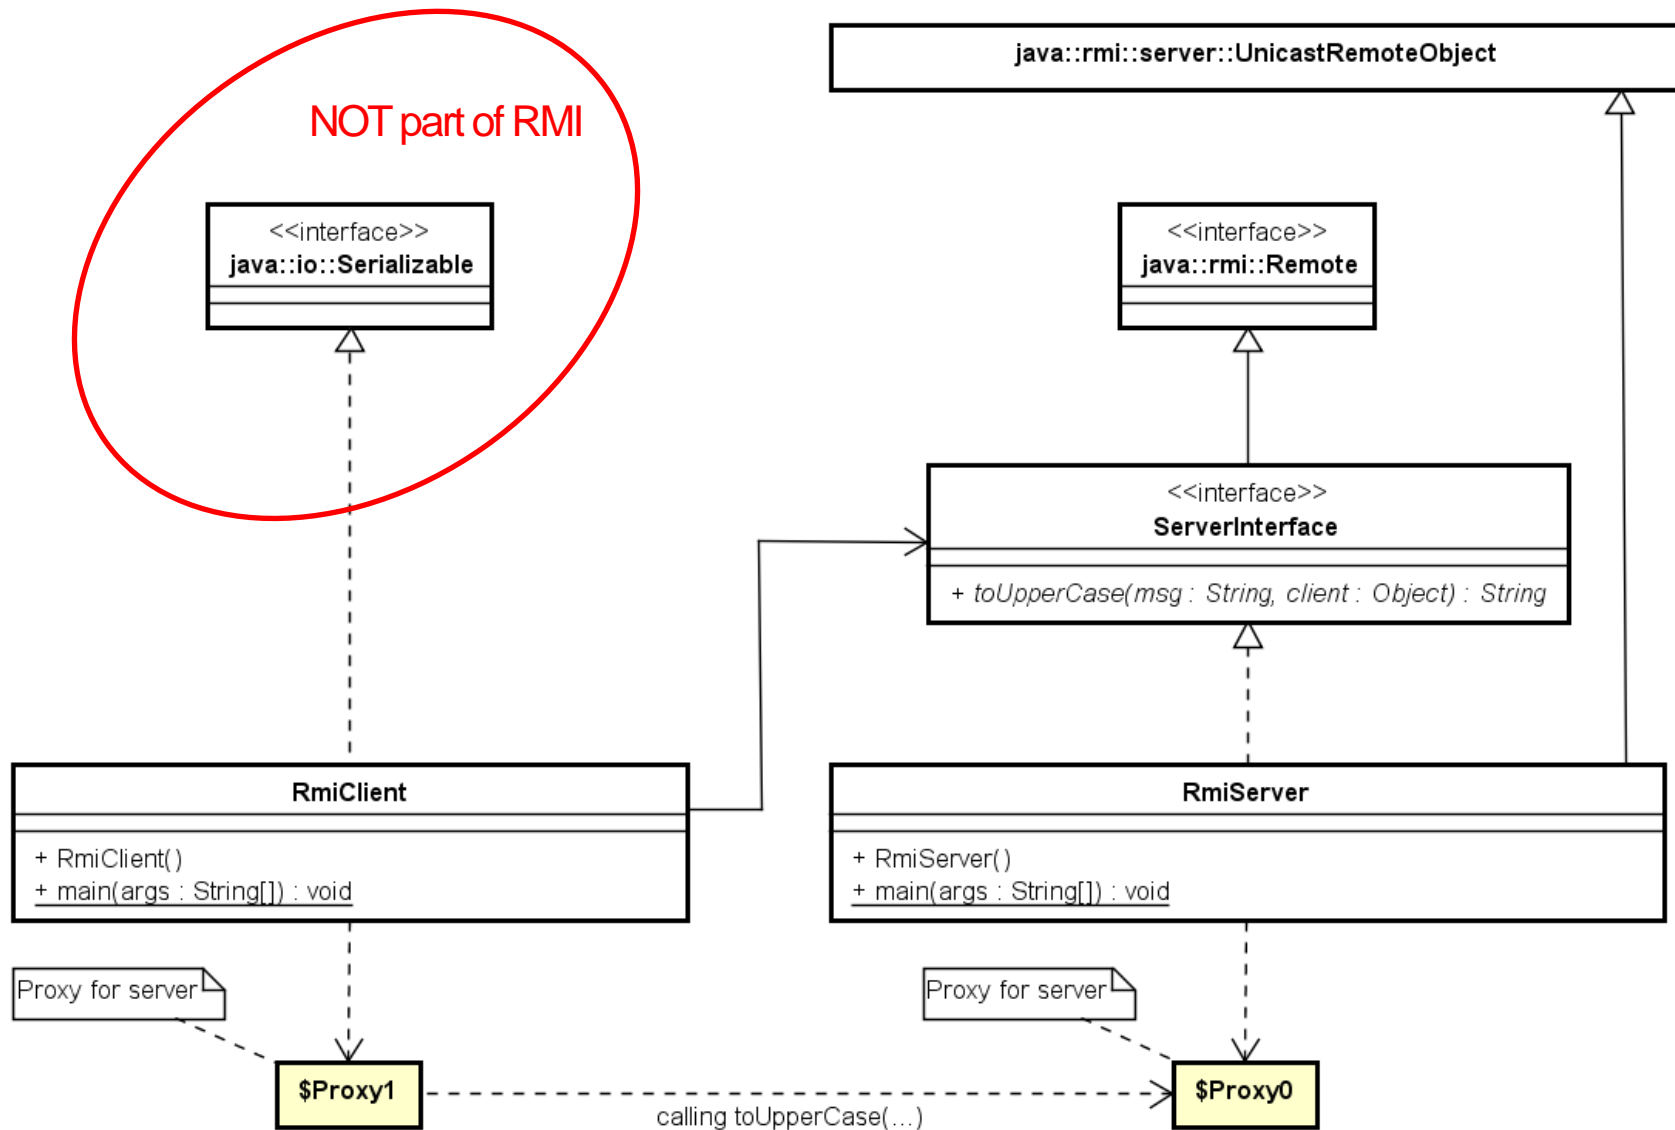 java::rmi::server::UnicastRemoteObject
NOT part of RMI
<<interface>>
java::io::Serializable
<<interface>>
java::rmi::Remote
<<interface>>
ServerInterface
+ toUpperCase(msg : String, client : Object) : String
RmiClient
+ RmiClient()
+ main(args : String[]) : void
RmiServer
+ RmiServer()
+ main(args : String[]) : void
Proxy for server
Proxy for server
$Proxy1
$Proxy0
calling toUpperCase(...)